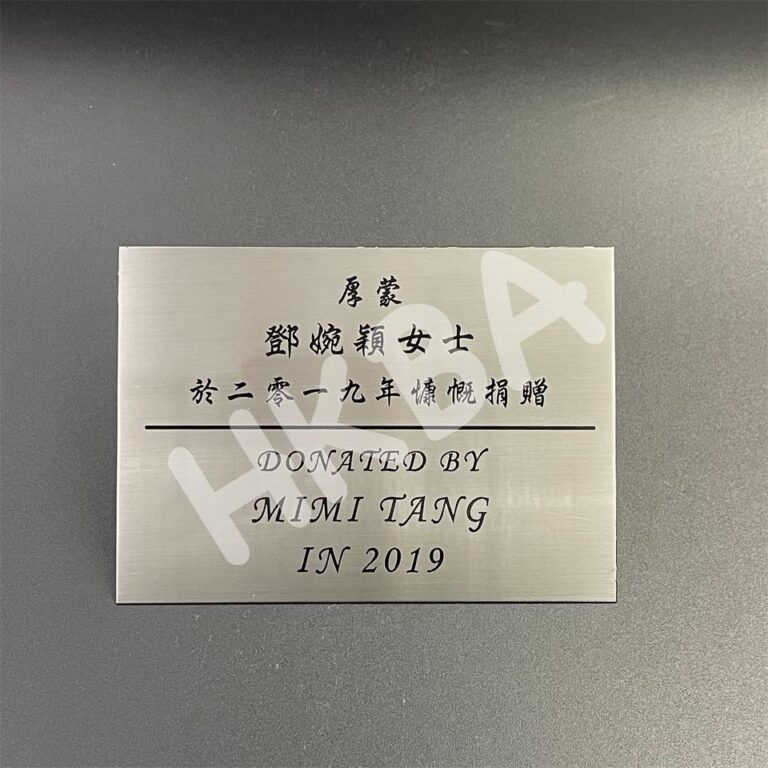 厚蒙
鄧婉穎女士
於二零一九年慷慨捐贈
DONATED BY
MIMI TANG
IN 2019
HKBA